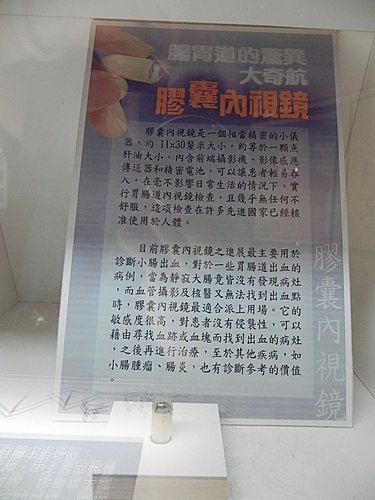 腸胃道的驚異
大奇航
膠囊內視鏡
膠囊內視鏡是一個相當精密的小儀
器，約11x30釐米大小，約等於一顆魚
肝油大小，內含前端攝影機、影像感應
傳送器和精密電池，可以讓患者輕易吞
入，在毫不影響日常生活的情況下，實
行胃腸道內視鏡檢查，且幾乎無任何不
舒服，這項檢查在許多先進國家已經核
准使用於人體。
目前膠囊內視鏡之進展最主要用於
診斷小腸出血，對於一些胃腸道出血的
病例，當為靜寂大腸竟皆沒有發現出血病灶
，而血管攝影及核醫又無法找到出血點
時，膠囊內視鏡最適合派上用場。它的
敏感度很高，對患者沒有侵襲性，可以
藉由尋找血跡或血塊而找到出血的病灶
，之後再進行治療，至於其他疾病，如
小腸腫瘤、腸炎，也有診斷參考的價值
。
膠囊內視鏡